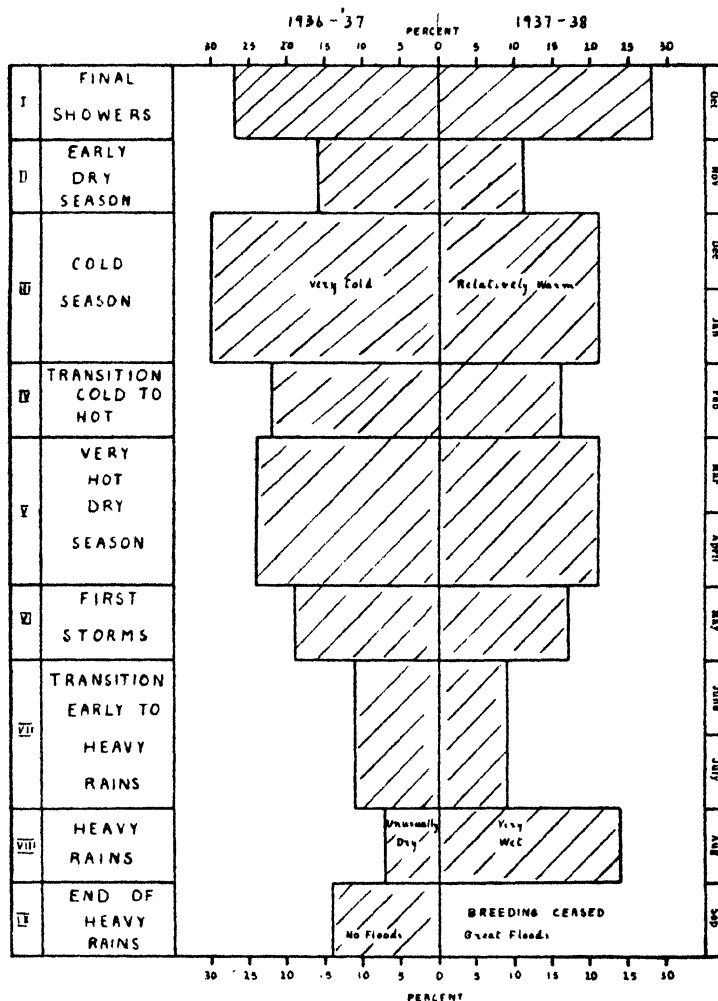 1936-'37 1937-38
PERCENT
30 25 20 15 10 5 0 5 10 15 20 25 30
I FINAL SHOWERS Oct
II EARLY DRY SEASON Nov
III COLD SEASON Very Cold Relatively Warm Dec Jan
IV TRANSITION COLD TO HOT Feb
V VERY HOT DRY SEASON Mar April
VI FIRST STORMS May
VII TRANSITION EARLY TO HEAVY RAINS June July
VIII HEAVY RAINS Unusually Dry Very Wet Aug
IX END OF HEAVY RAINS No Floods BREEDING CEASED Great Floods Sep
30 25 20 15 10 5 0 5 10 15 20 25 30
PERCENT